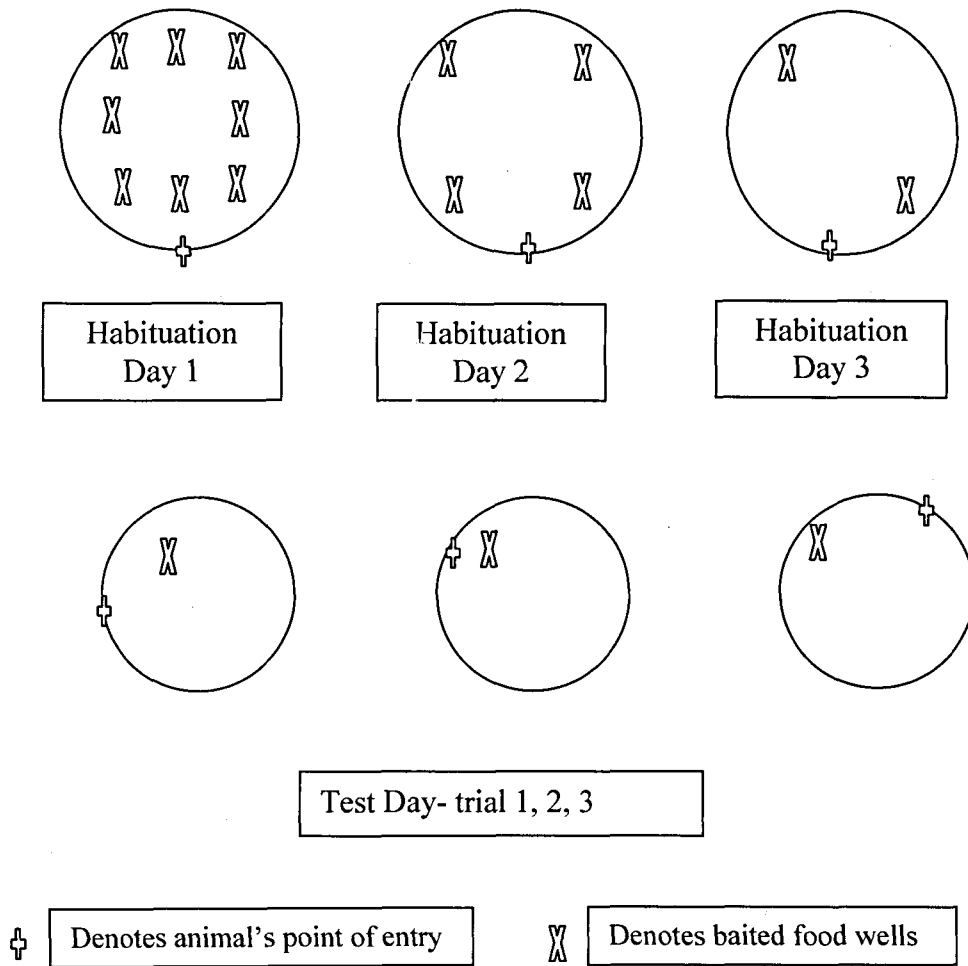 Habituation
Day 1
Habituation
Day 2
Habituation
Day 3
Test Day- trial 1, 2, 3
Denotes animal's point of entry
Denotes baited food wells